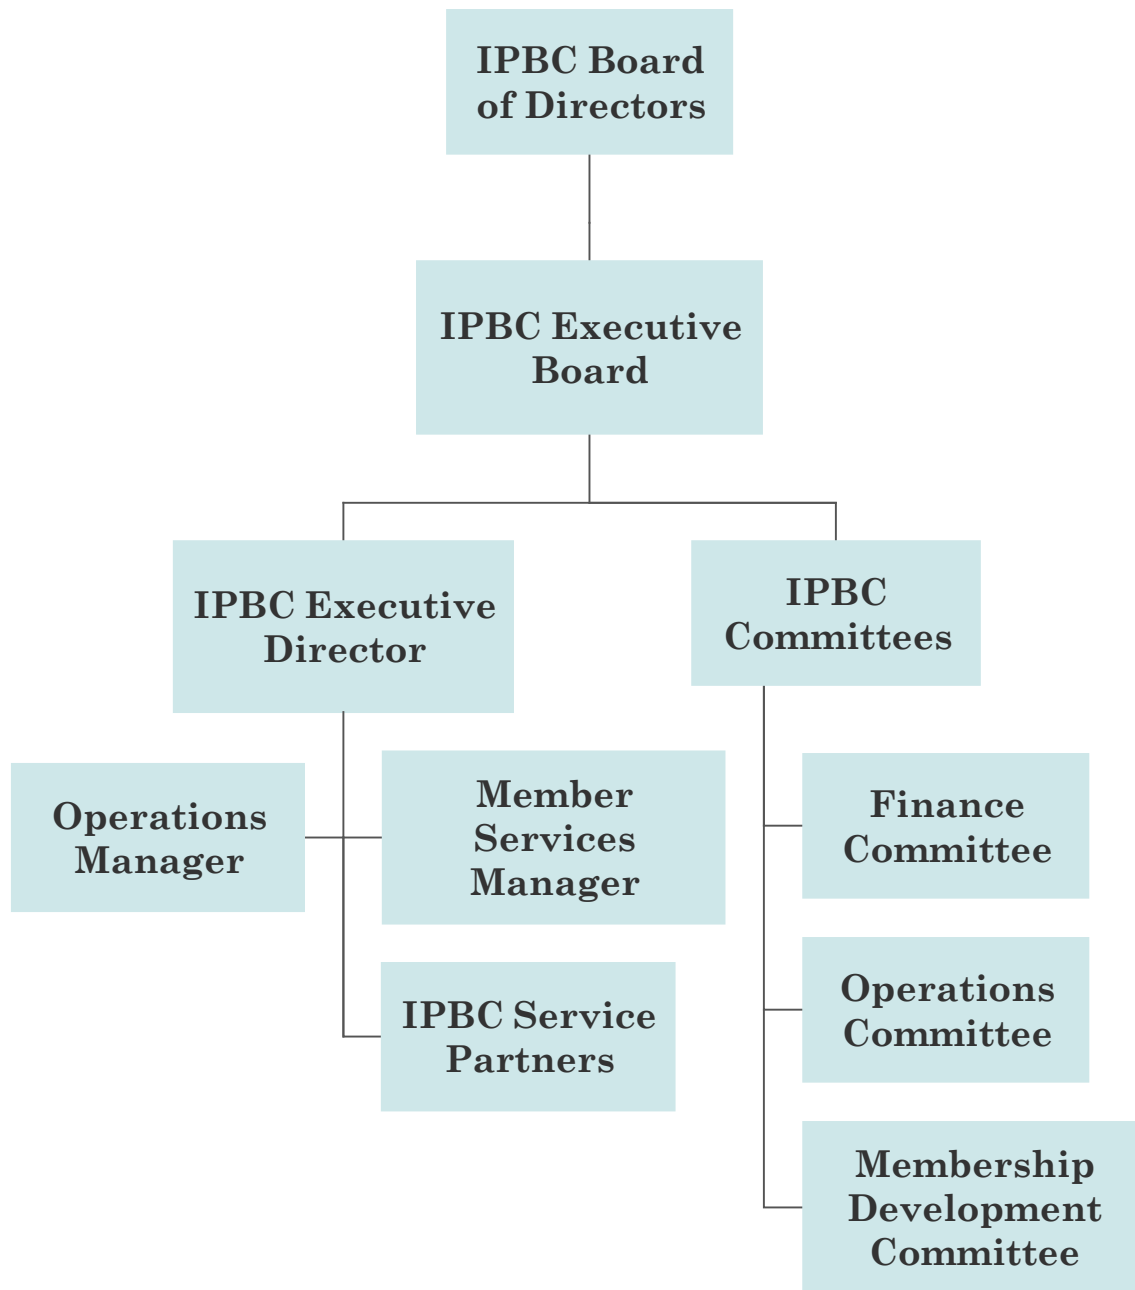 IPBC Board
of Directors
IPBC Executive
Board
IPBC Executive
Director
IPBC
Committees
Operations
Manager
Member
Services
Manager
Finance
Committee
IPBC Service
Partners
Operations
Committee
Membership
Development
Committee